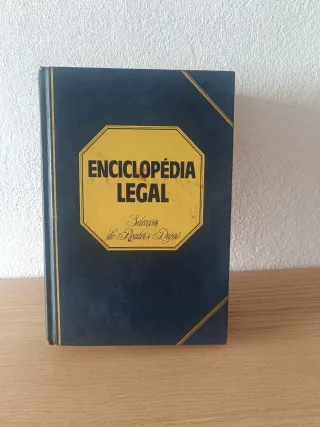 ENCICLOPÉDIA
LEGAL
Selecções
do Reader's Digest